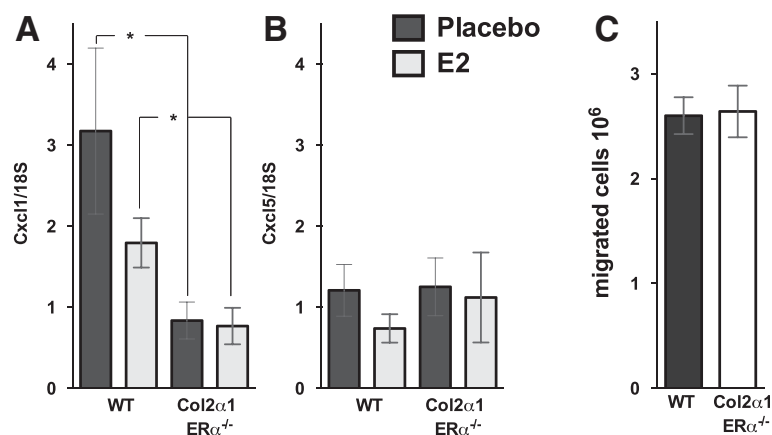 A
B
Placebo
E2
C
Cxcl1/18S
4
3
2
1
0
*
*
WT
Col2α1
ERα-/-
Cxcl5/18S
4
3
2
1
0
WT
Col2α1
ERα-/-
migrated cells 10⁶
3
2
1
0
WT
Col2α1
ERα-/-